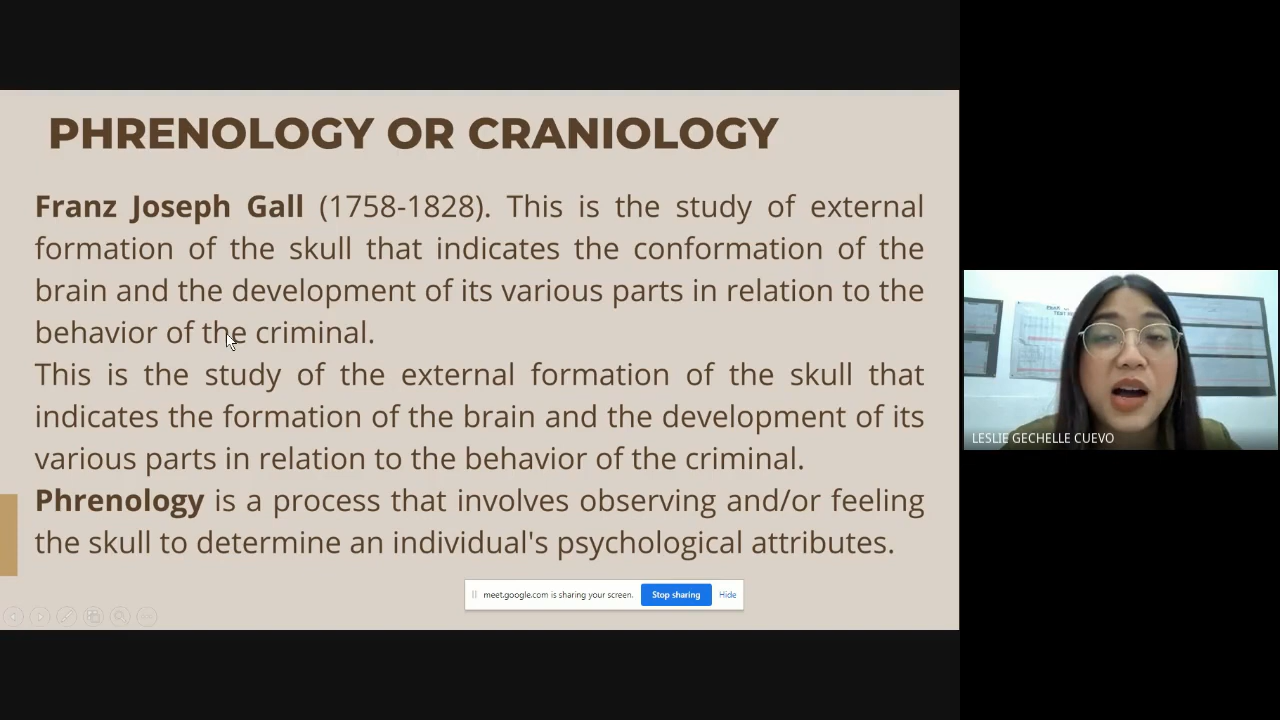 PHRENOLOGY OR CRANIOLOGY
Franz Joseph Gall (1758-1828). This is the study of external
formation of the skull that indicates the conformation of the
brain and the development of its various parts in relation to the
behavior of the criminal.
This is the study of the external formation of the skull that
indicates the formation of the brain and the development of its
various parts in relation to the behavior of the criminal.
Phrenology is a process that involves observing and/or feeling
the skull to determine an individual's psychological attributes.
meet.google.com is sharing your screen. Stop sharing Hide
LESLIE GECHELLE CUEVO